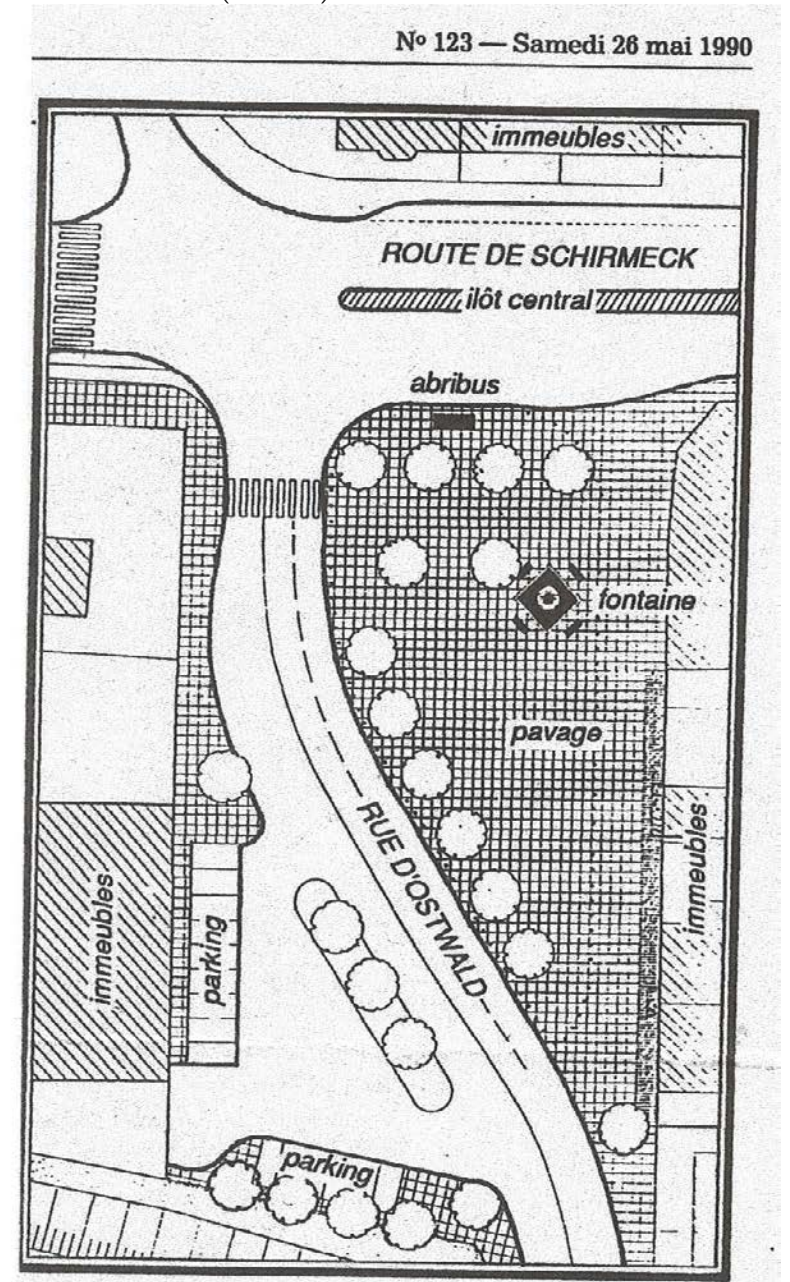 Nº 123 — Samedi 26 mai 1990
immeubles
ROUTE DE SCHIRMECK
ilôt central
abribus
fontaine
pavage
RUE D'OSTWALD
immeubles
immeubles
parking
parking